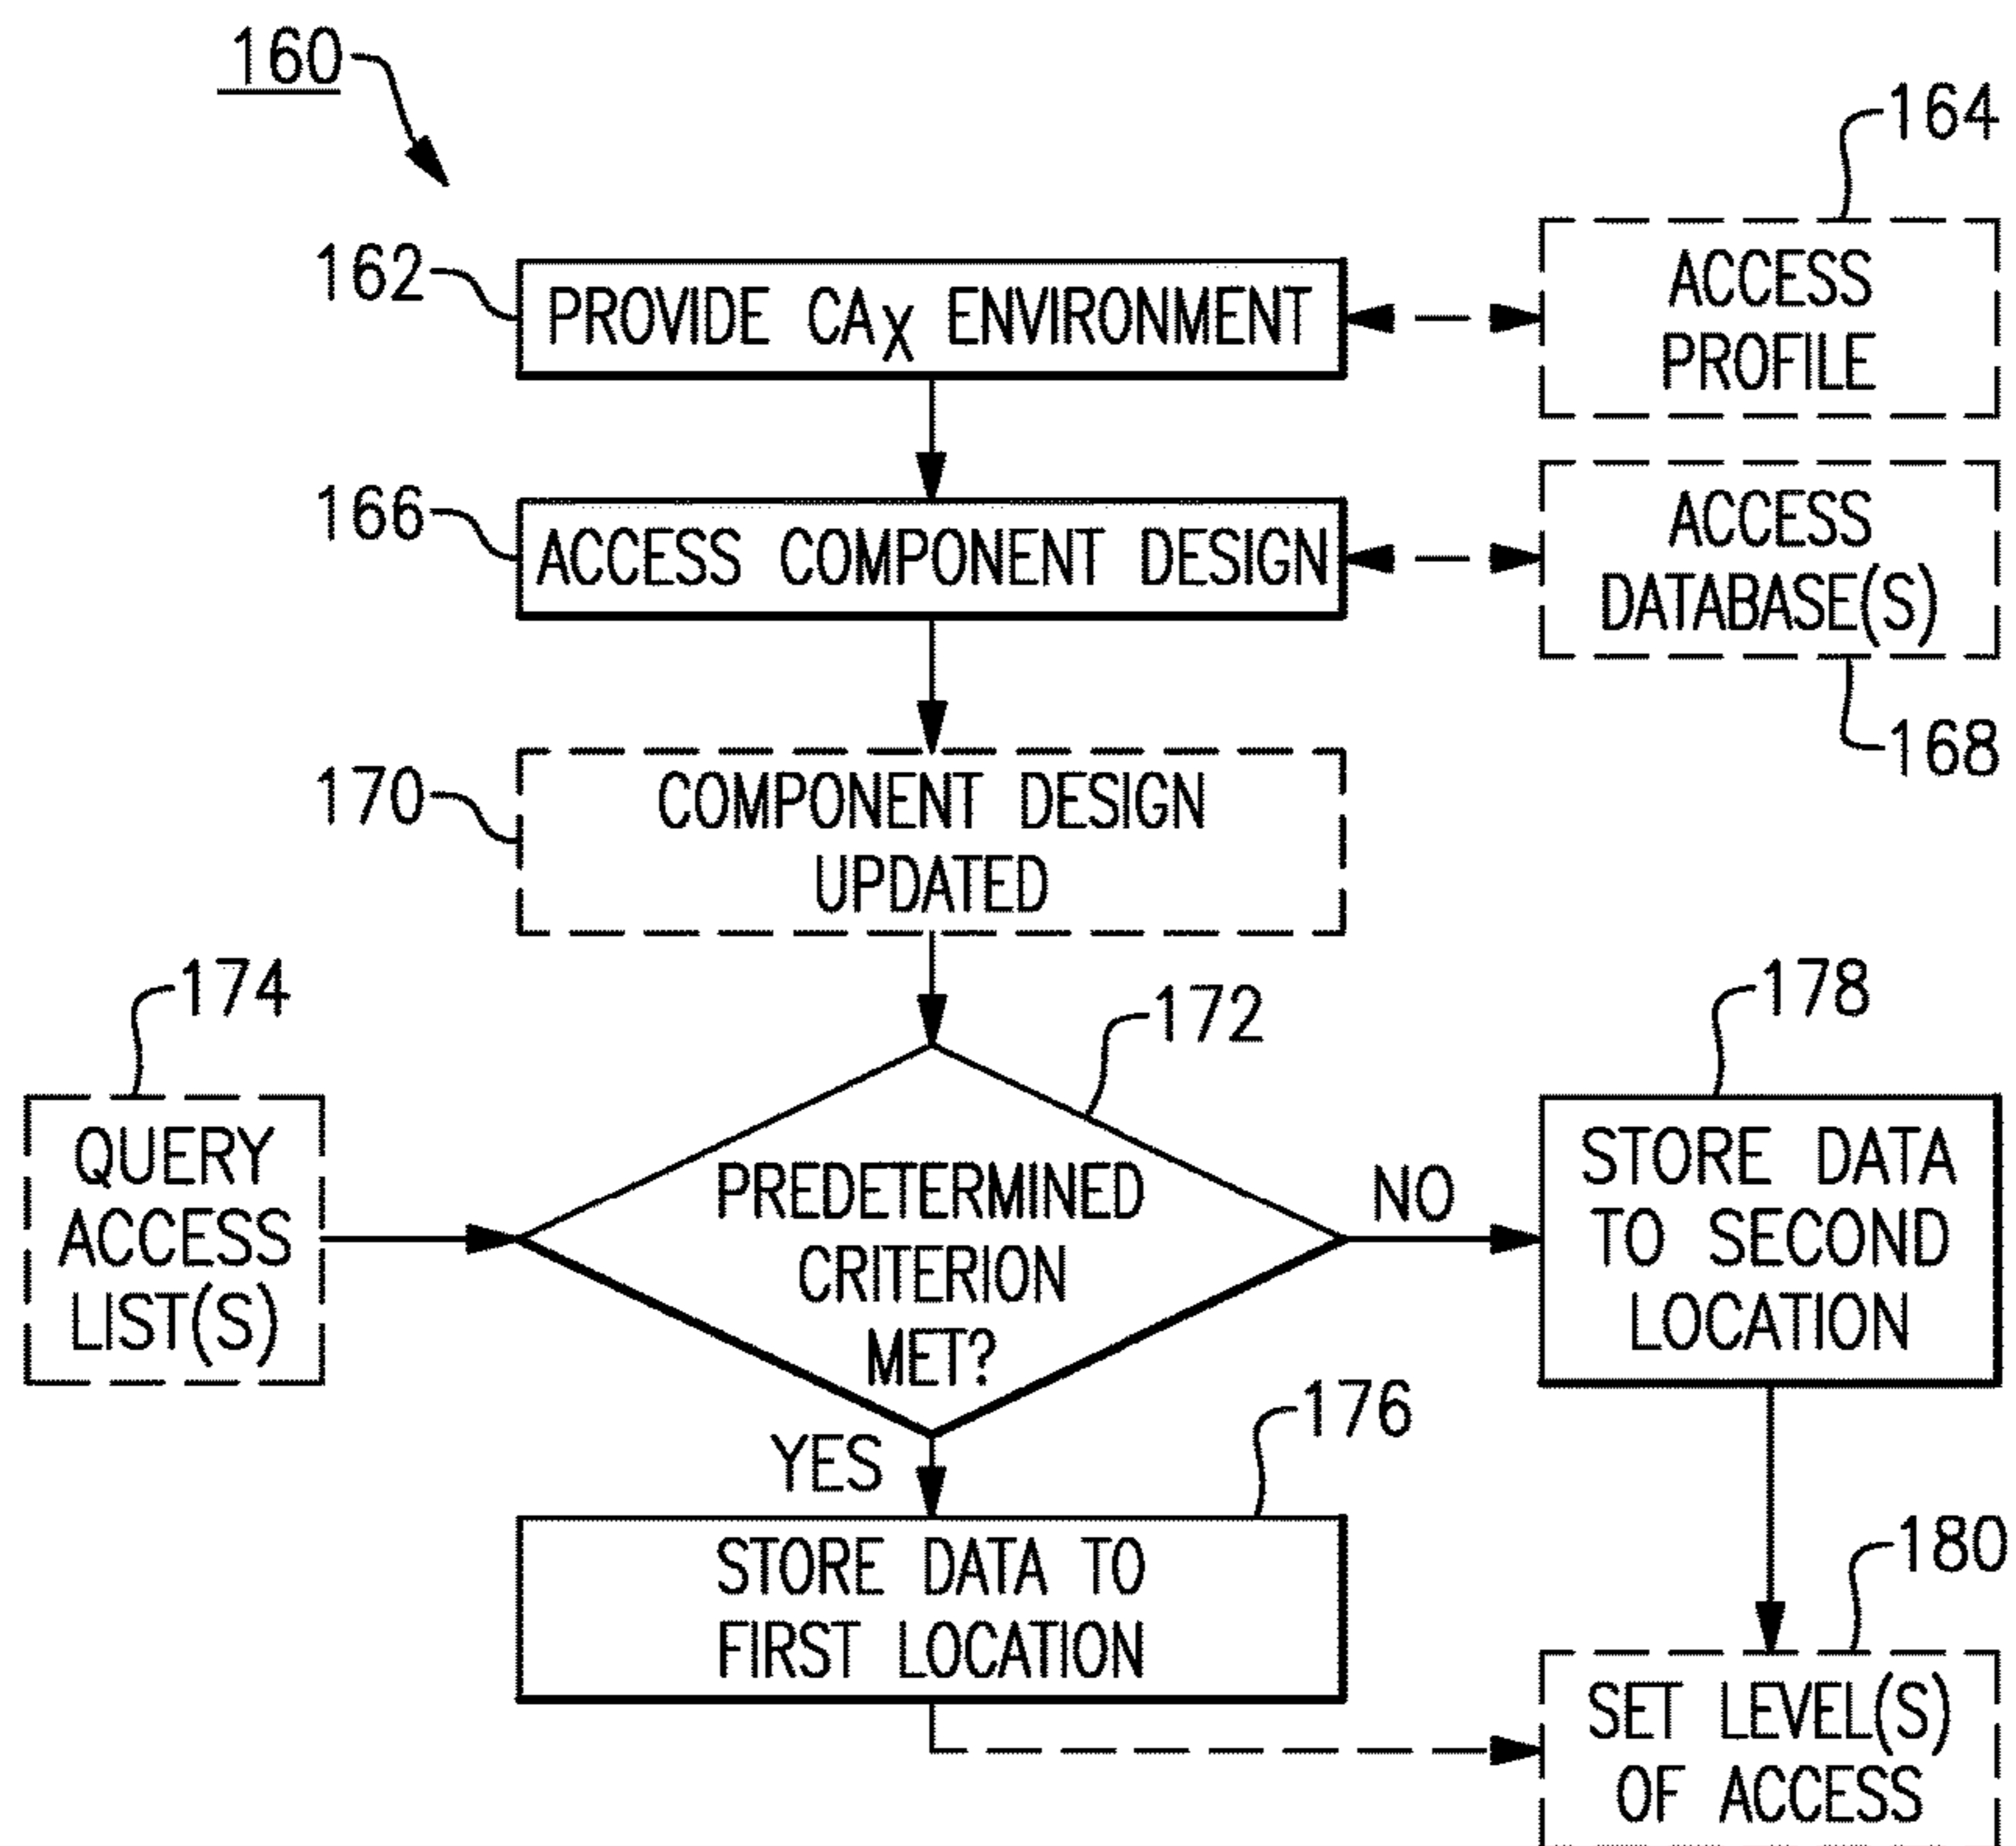 160
164
162
PROVIDE CAX ENVIRONMENT
ACCESS
PROFILE
166
ACCESS COMPONENT DESIGN
ACCESS
DATABASE(S)
168
170
COMPONENT DESIGN
UPDATED
174
172
178
QUERY
ACCESS
LIST(S)
PREDETERMINED
CRITERION
MET?
NO
STORE DATA
TO SECOND
LOCATION
YES
176
STORE DATA TO
FIRST LOCATION
180
SET LEVEL(S)
OF ACCESS